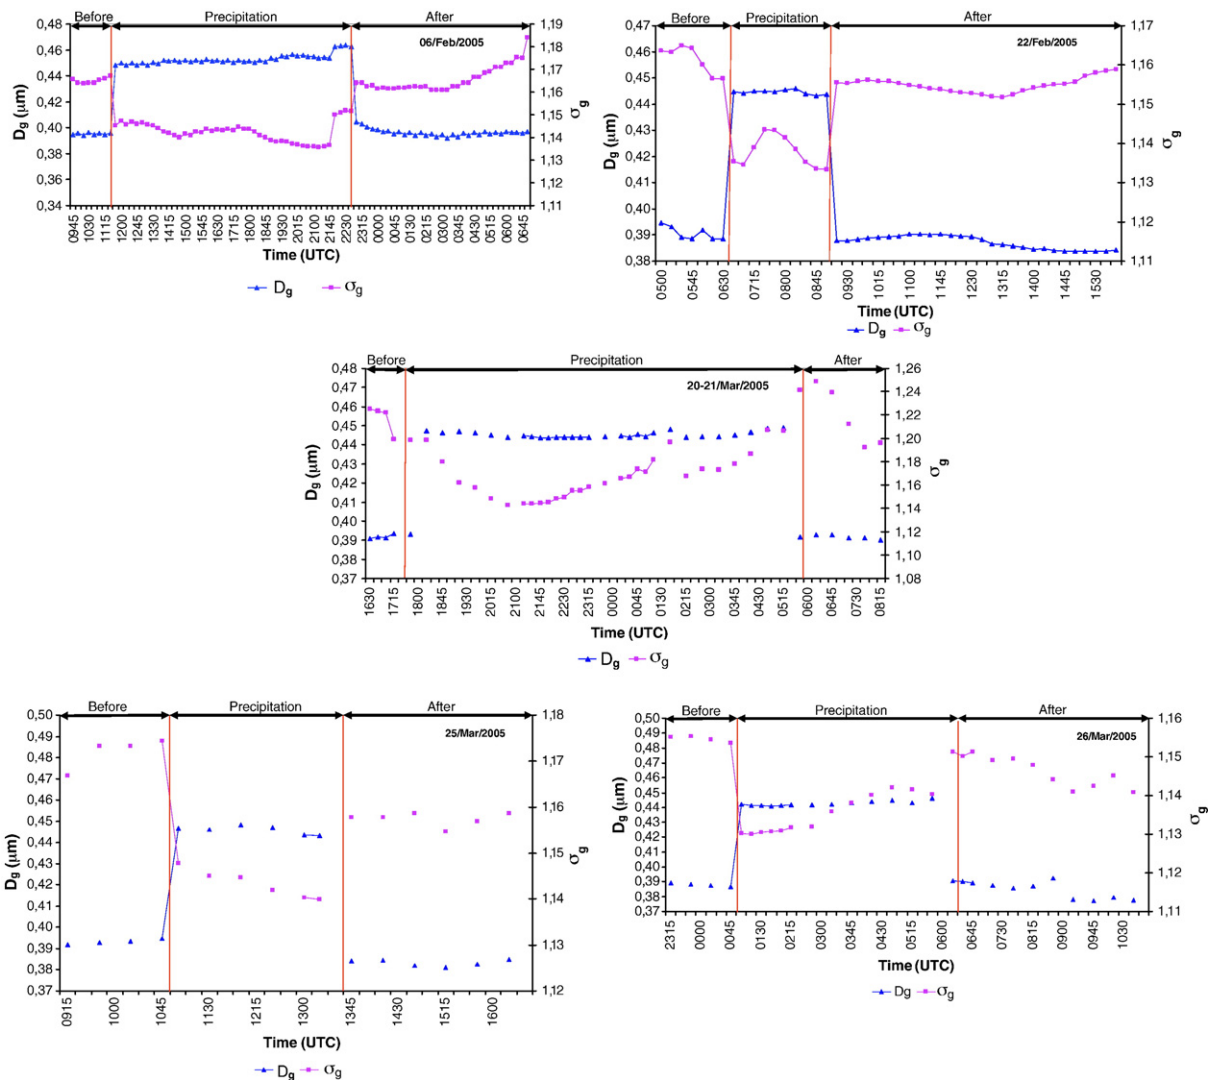 Before Precipitation After
06/Feb/2005
0,48
0,46
0,44
0,42
0,40
0,38
0,36
0,34
Dg (µm)
1,19
1,18
1,17
1,16
1,15
1,14
1,13
1,12
1,11
σg
0945 1030 1115 1200 1245 1330 1415 1500 1545 1630 1715 1800 1845 1930 2015 2100 2145 2230 2315 0000 0045 0130 0215 0300 0345 0430 0515 0600 0645
Time (UTC)
Dg σg
Before Precipitation After
22/Feb/2005
0,47
0,46
0,45
0,44
0,43
0,42
0,41
0,40
0,39
0,38
Dg (µm)
1,17
1,16
1,15
1,14
1,13
1,12
1,11
σg
0500 0545 0630 0715 0800 0845 0930 1015 1100 1145 1230 1315 1400 1445 1530
Time (UTC)
Dg σg
Before Precipitation After
20-21/Mar/2005
0,48
0,47
0,46
0,45
0,44
0,43
0,42
0,41
0,40
0,39
0,38
0,37
Dg (µm)
1,26
1,24
1,22
1,20
1,18
1,16
1,14
1,12
1,10
1,08
σg
1630 1715 1800 1845 1930 2015 2100 2145 2230 2315 0000 0045 0130 0215 0300 0345 0430 0515 0600 0645 0730 0815
Time (UTC)
Dg σg
Before Precipitation After
25/Mar/2005
0,50
0,49
0,48
0,47
0,46
0,45
0,44
0,43
0,42
0,41
0,40
0,39
0,38
0,37
Dg (µm)
1,18
1,17
1,16
1,15
1,14
1,13
1,12
σg
0915 1000 1045 1130 1215 1300 1345 1430 1515 1600
Time (UTC)
Dg σg
Before Precipitation After
26/Mar/2005
0,50
0,49
0,48
0,47
0,46
0,45
0,44
0,43
0,42
0,41
0,40
0,39
0,38
0,37
Dg (µm)
1,16
1,15
1,14
1,13
1,12
1,11
σg
2315 0000 0045 0130 0215 0300 0345 0430 0515 0600 0645 0730 0815 0900 0945 1030
Time (UTC)
Dg σg